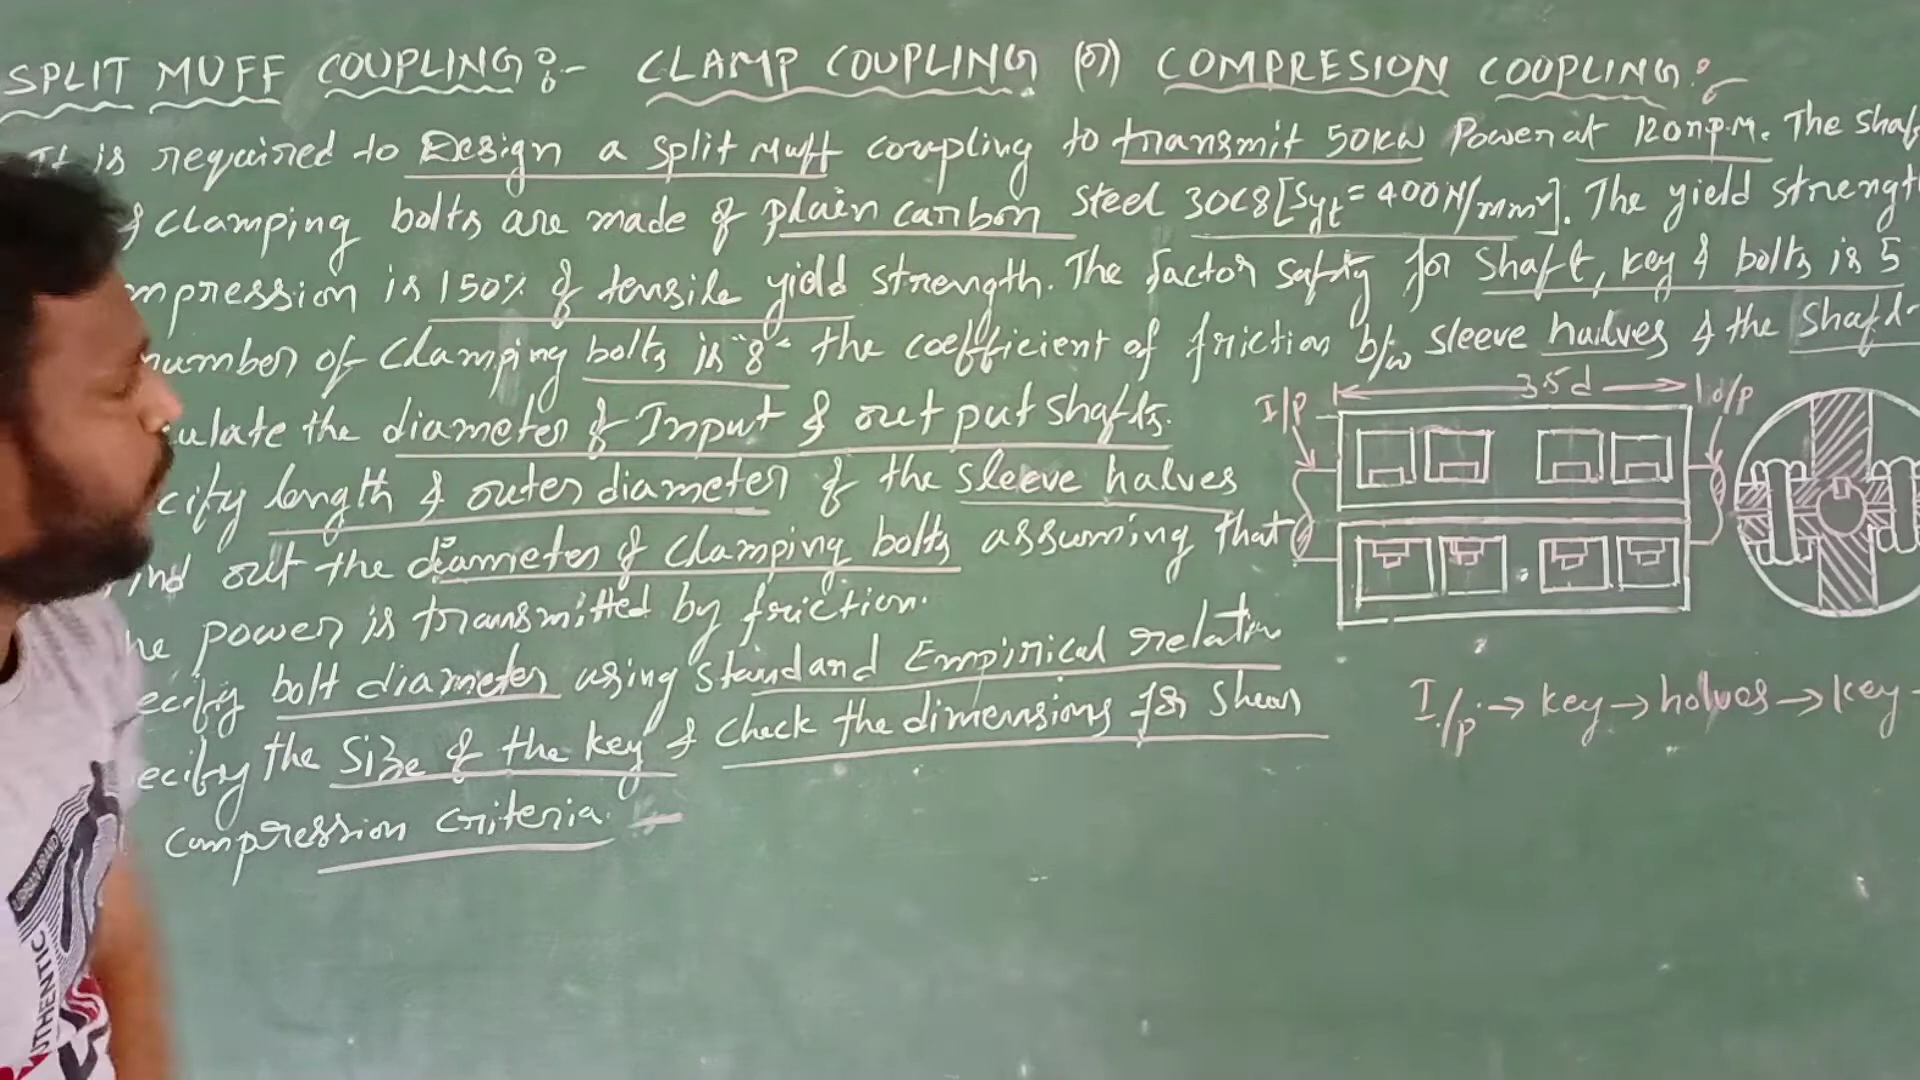 SPLIT MUFF COUPLING:- CLAMP COUPLING (or) COMPRESION COUPLING:-
It is required to Design a split Muff coupling to transmit 50KW Power at 120r.p.M. The Shaf
& clamping bolts are made of plain carbon steel 30C8[Syt = 400N/mm²]. The yield strengt
mpression is 150% of tensile yield strength. The factor safty for Shaft, key & bolts is 5
number of clamping bolts is "8" the coefficient of friction b/w sleeve halves & the shaft
ulate the diameter of Input & out put shafts.
cify length & outer diameter of the sleeve halves
ind out the diameter of clamping bolts assuming that
he power is transmitted by friction.
ecify bolt diameter using standard Empirical relation
ecify the Size of the key & check the dimensions for Shear
compression criteria.
3.5d
I/p
o/p
I/p → key → halves → key
URBAN BRAND
AUTHENTIC